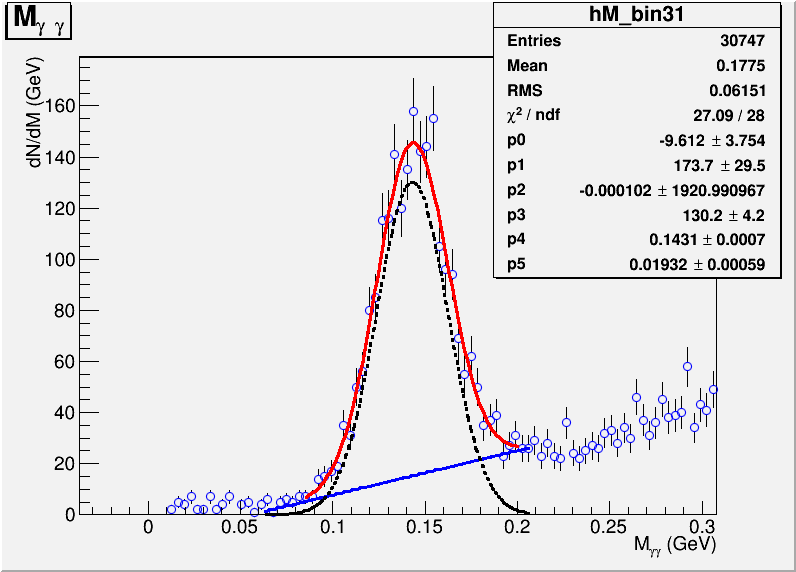 Mγ γ
hM_bin31
Entries 30747
Mean 0.1775
RMS 0.06151
χ² / ndf 27.09 / 28
p0 -9.612 ± 3.754
p1 173.7 ± 29.5
p2 -0.000102 ± 1920.990967
p3 130.2 ± 4.2
p4 0.1431 ± 0.0007
p5 0.01932 ± 0.00059
dN/dM (GeV)
160
140
120
100
80
60
40
20
0
0 0.05 0.1 0.15 0.2 0.25 0.3
Mγγ (GeV)